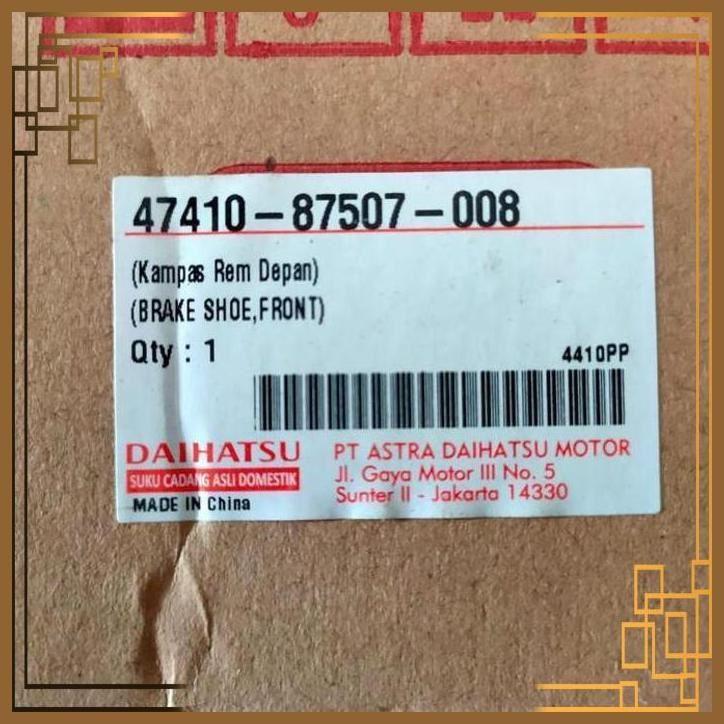 47410-87507-008
(Kampas Rem Depan)
(BRAKE SHOE,FRONT)
Qty : 1
4410PP
DAIHATSU
SUKU CADANG ASLI DOMESTIK
MADE IN China
PT ASTRA DAIHATSU MOTOR
Jl. Gaya Motor III No. 5
Sunter II - Jakarta 14330